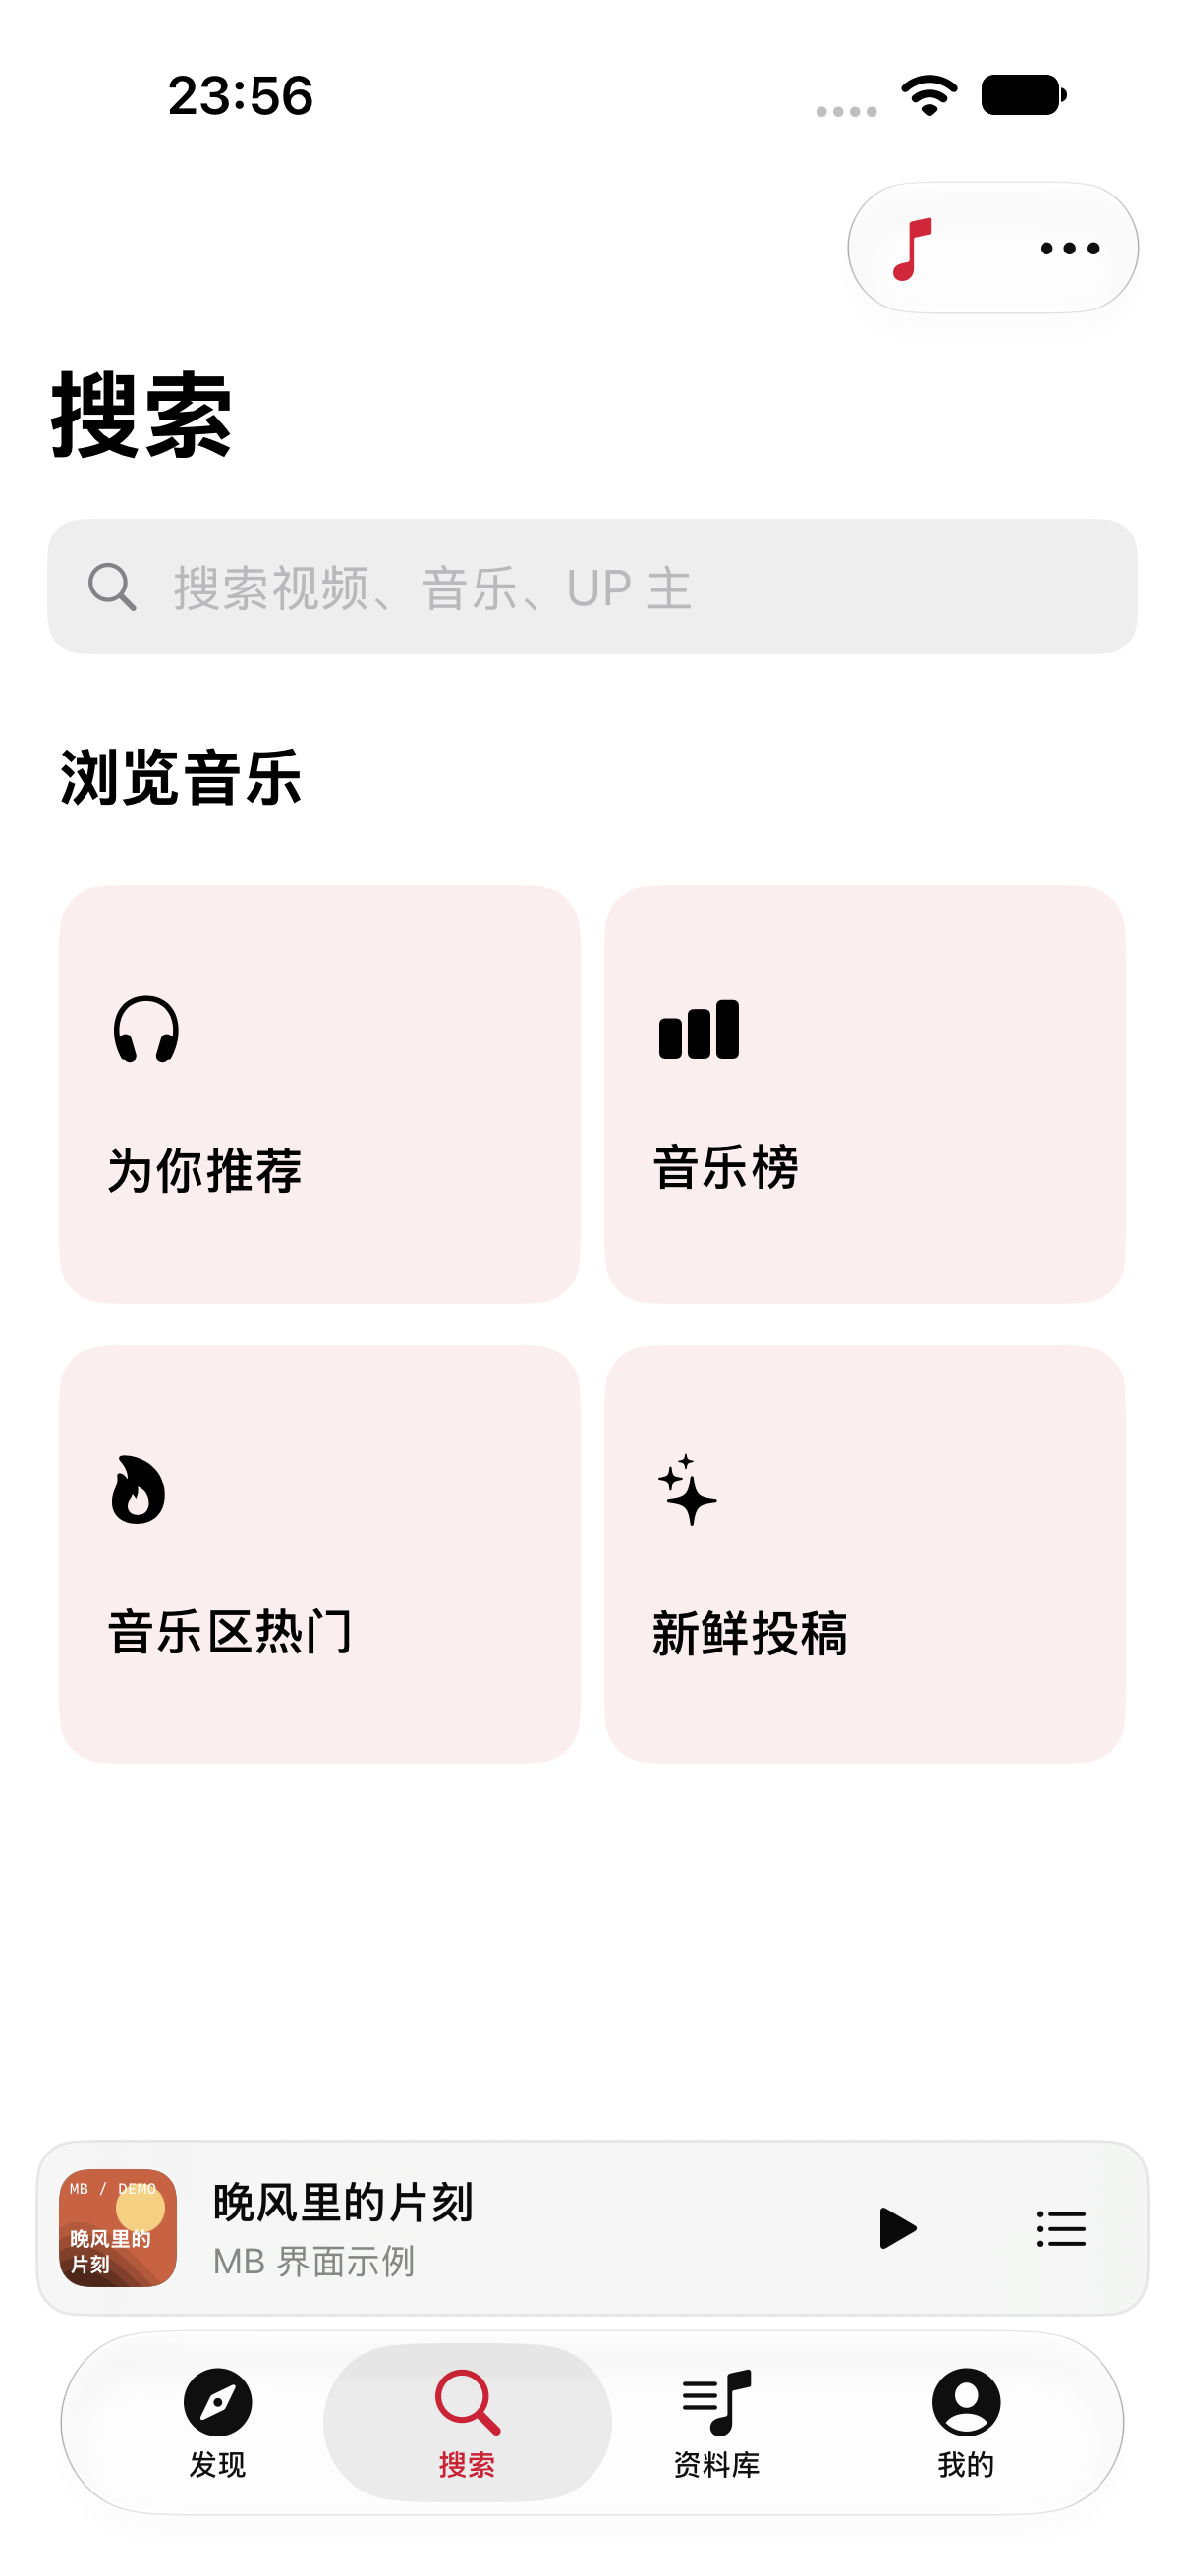 23:56
搜索
搜索视频、音乐、UP 主
浏览音乐
为你推荐
音乐榜
音乐区热门
新鲜投稿
MB / DEMO
晚风里的
片刻
晚风里的片刻
MB 界面示例
发现
搜索
资料库
我的